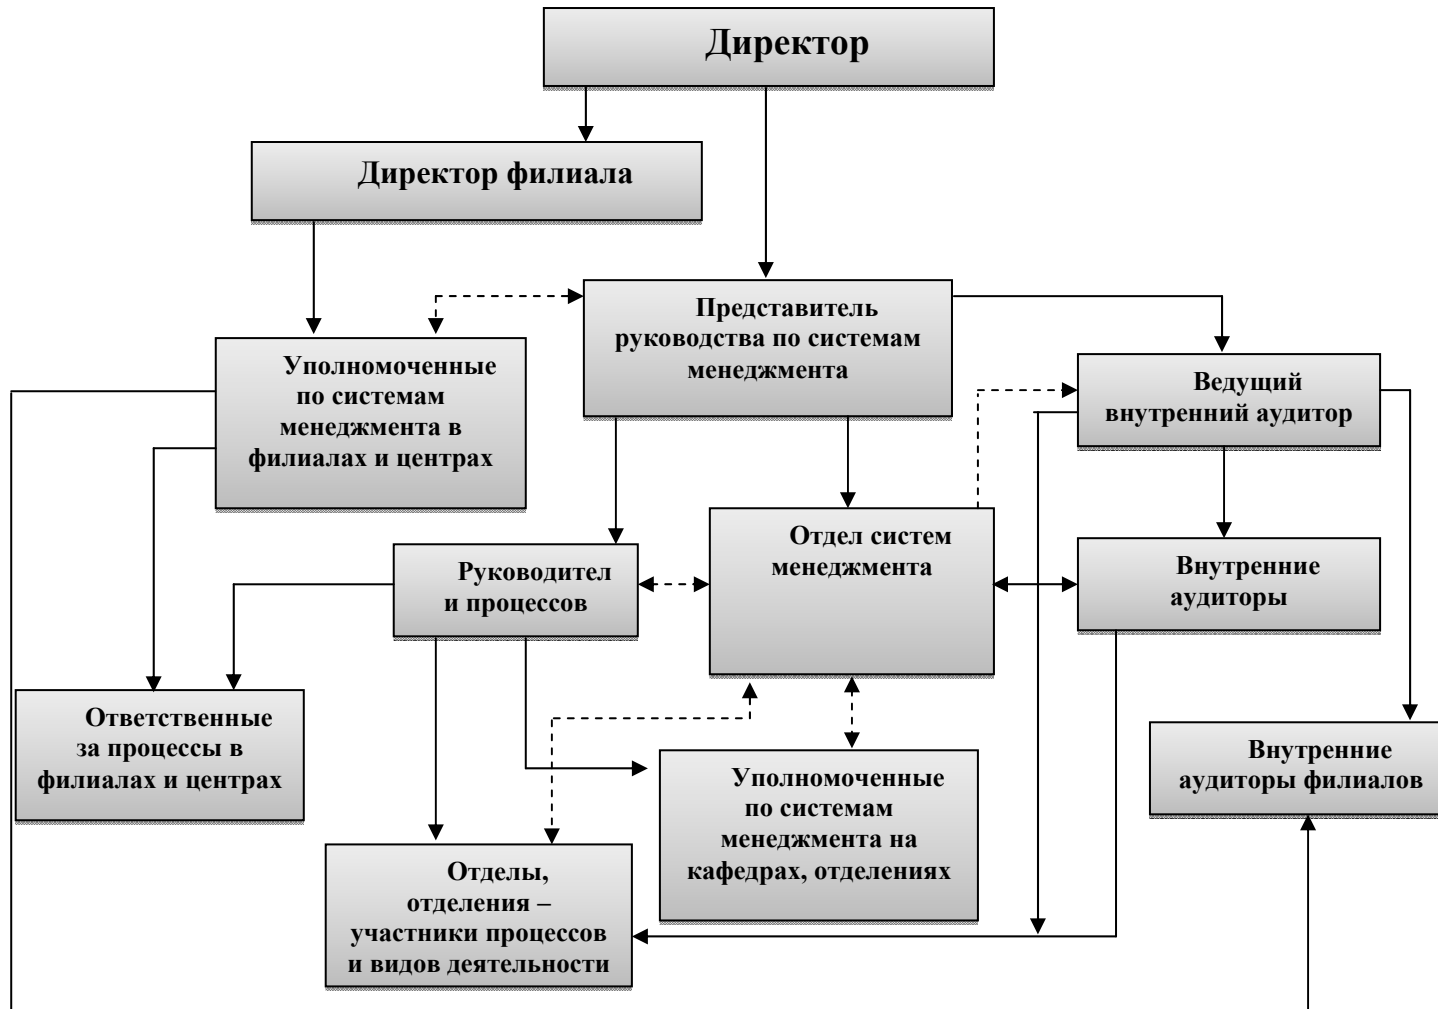 Директор
Директор филиала
Представитель
руководства по системам
менеджмента
Уполномоченные
по системам
менеджмента в
филиалах и центрах
Ведущий
внутренний аудитор
Отдел систем
менеджмента
Руководител
и процессов
Внутренние
аудиторы
Ответственные
за процессы в
филиалах и центрах
Уполномоченные
по системам
менеджмента на
кафедрах, отделениях
Внутренние
аудиторы филиалов
Отделы,
отделения –
участники процессов
и видов деятельности